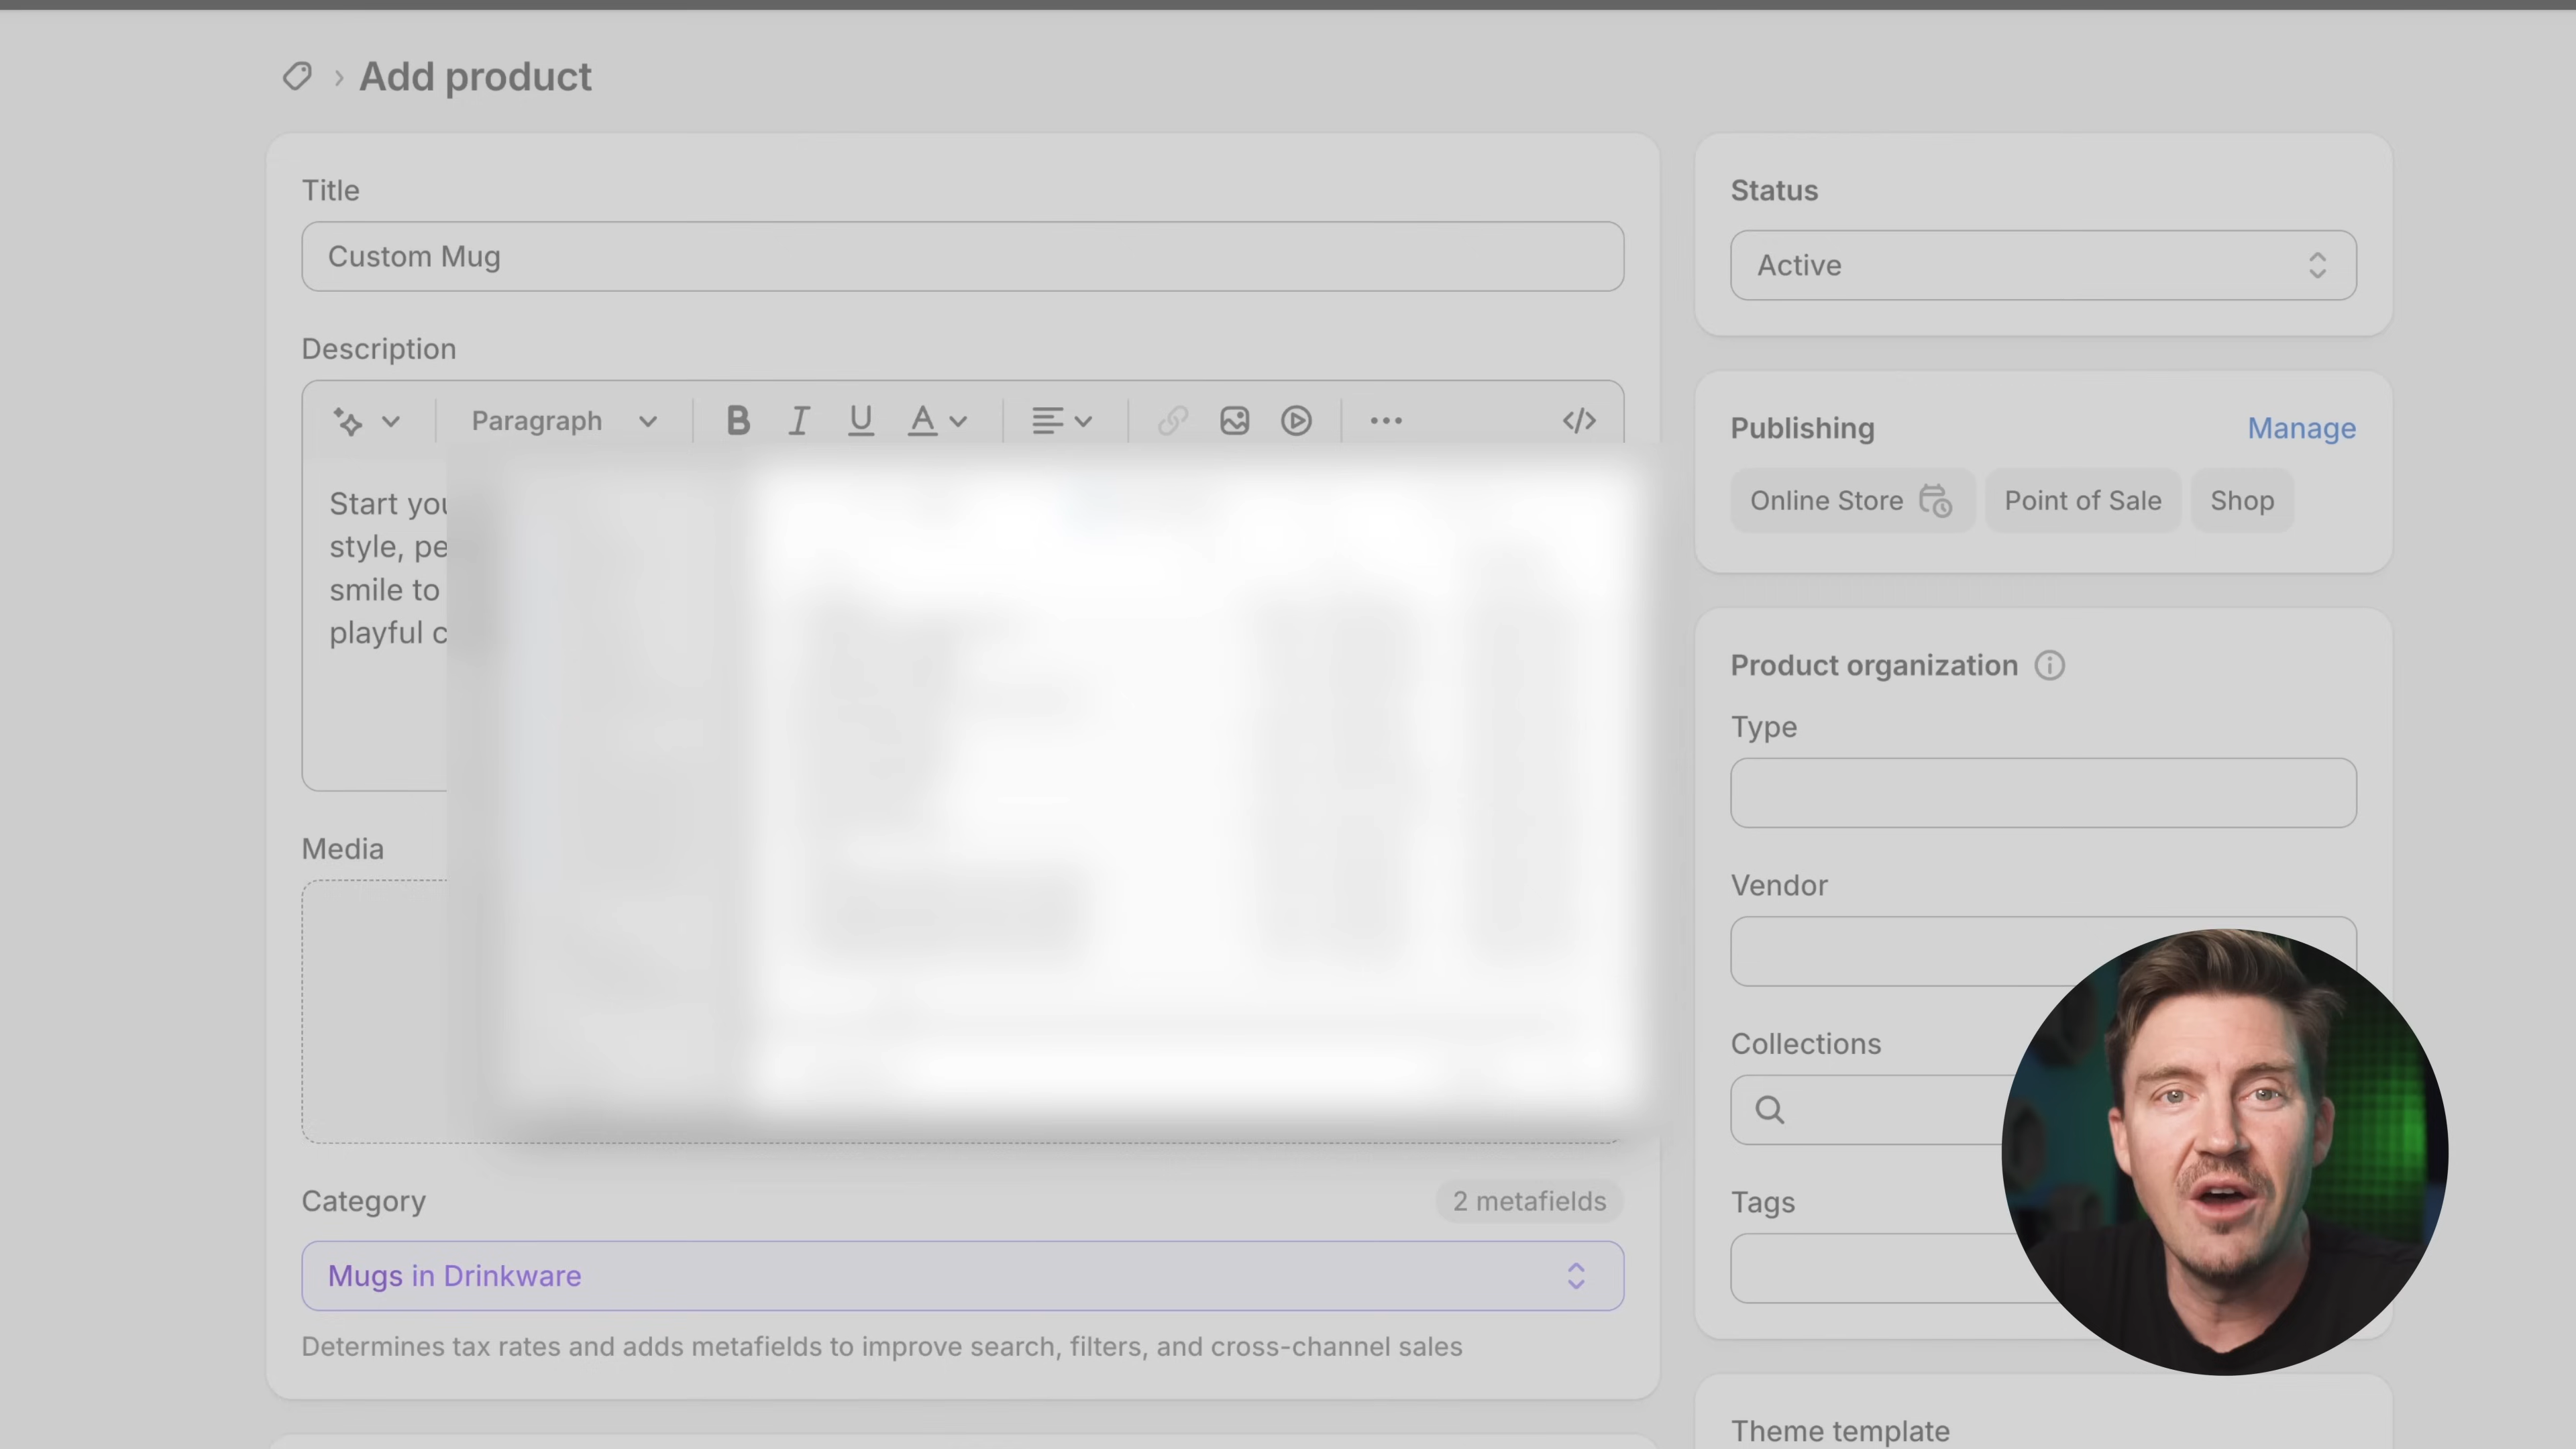 Add product
Title
Custom Mug
Description
Paragraph
Start
style,
smile to
playful
Media
Category
2 metafields
Mugs in Drinkware
Determines tax rates and adds metafields to improve search, filters, and cross-channel sales
Status
Active
Publishing
Manage
Online Store
Point of Sale
Shop
Product organization
Type
Vendor
Collections
Tags
Theme template